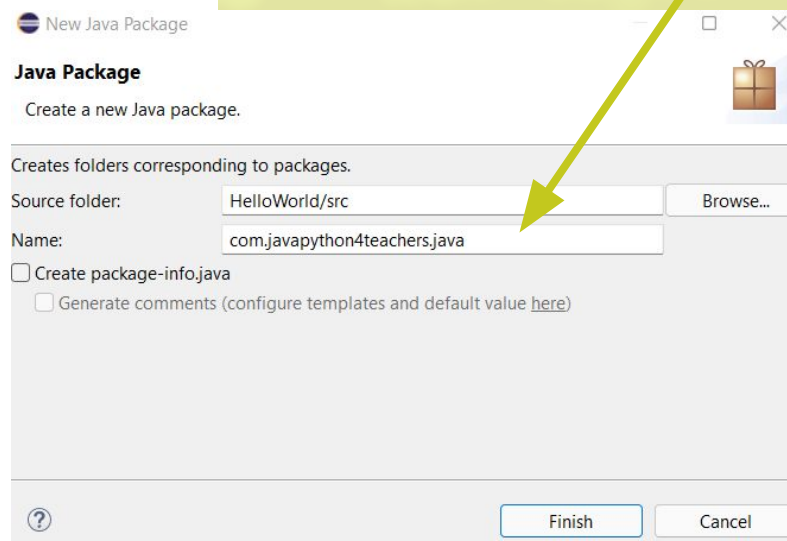 New Java Package
Java Package
Create a new Java package.
Creates folders corresponding to packages.
Source folder: HelloWorld/src Browse...
Name: com.javapython4teachers.java
Create package-info.java
Generate comments (configure templates and default value here)
? Finish Cancel